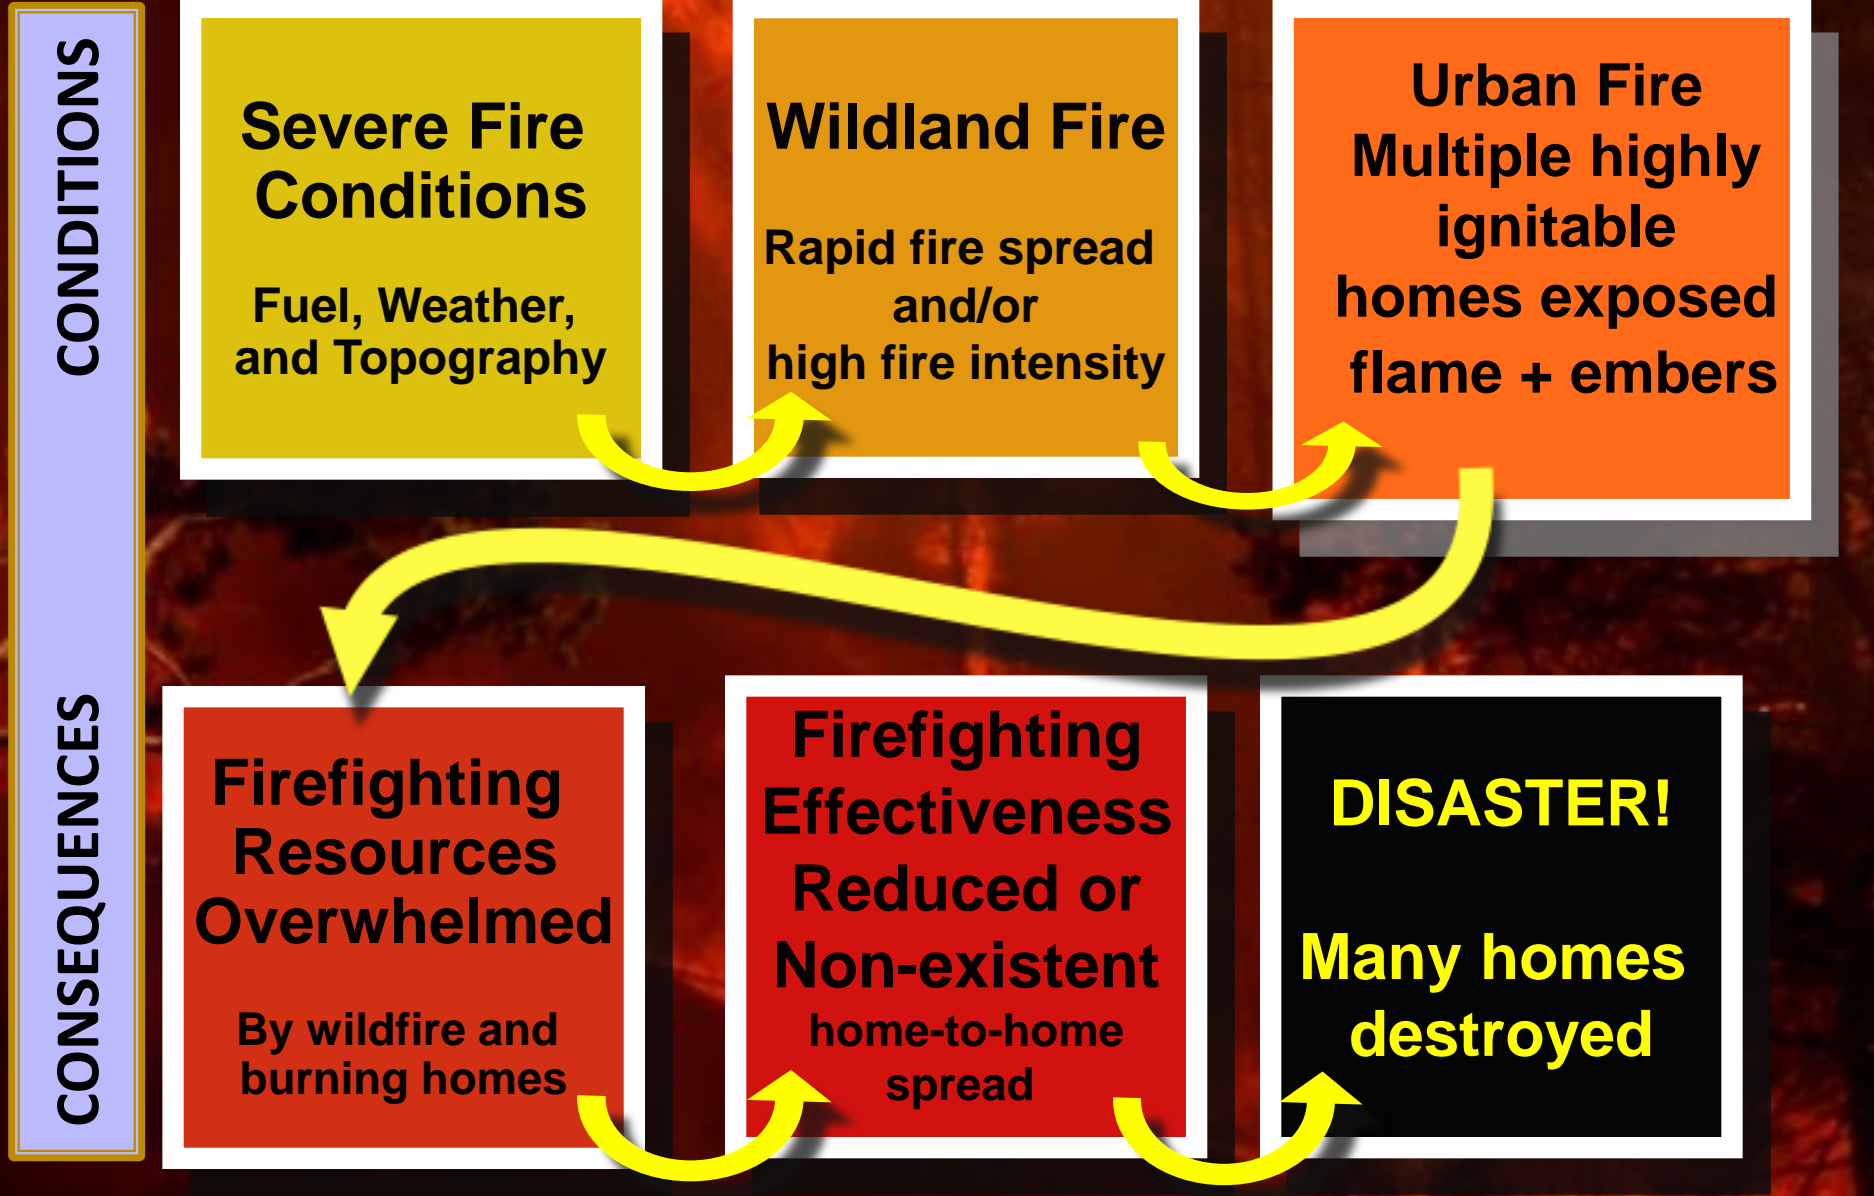 CONDITIONS
Severe Fire
Conditions
Fuel, Weather,
and Topography
Wildland Fire
Rapid fire spread
and/or
high fire intensity
Urban Fire
Multiple highly
ignitable
homes exposed
flame + embers
CONSEQUENCES
Firefighting
Resources
Overwhelmed
By wildfire and
burning homes
Firefighting
Effectiveness
Reduced or
Non-existent
home-to-home
spread
DISASTER!
Many homes
destroyed